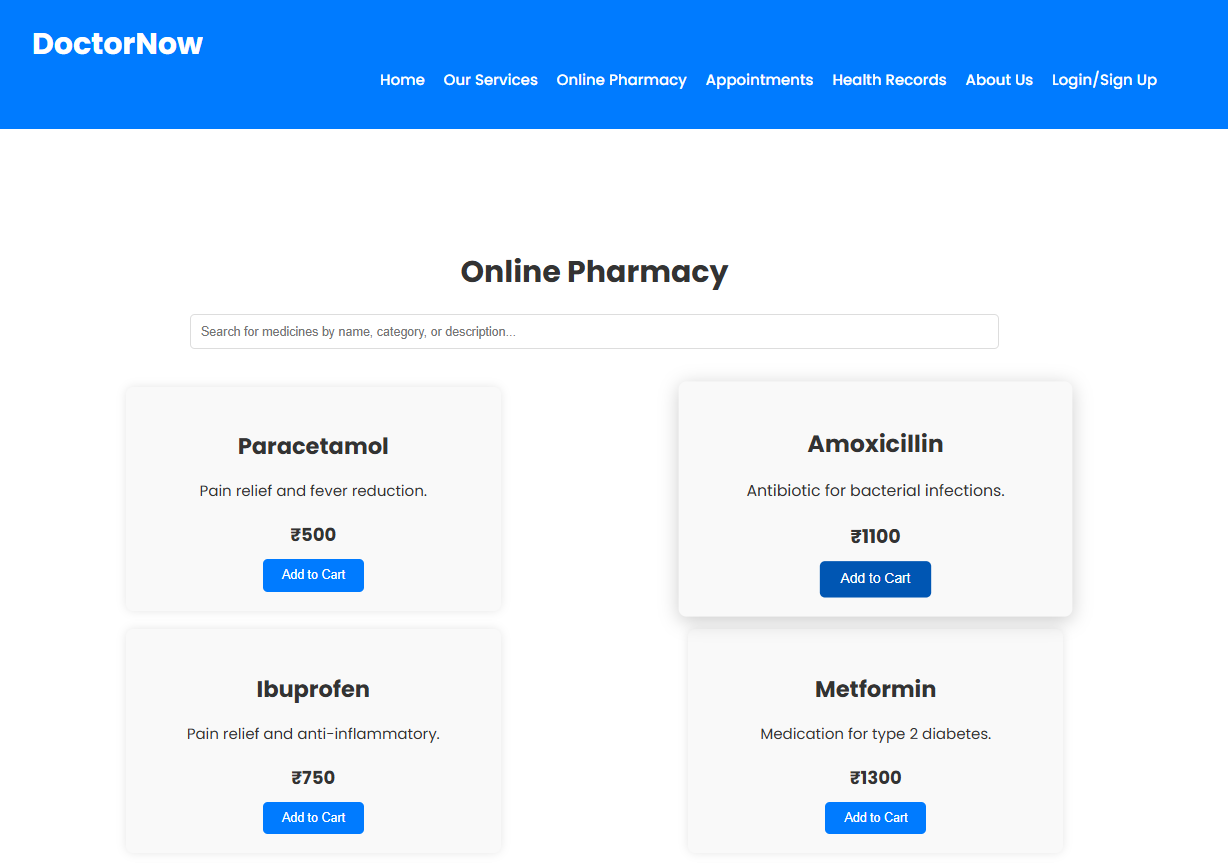 DoctorNow
Home Our Services Online Pharmacy Appointments Health Records About Us Login/Sign Up
Online Pharmacy
Search for medicines by name, category, or description...
Paracetamol
Pain relief and fever reduction.
₹500
Add to Cart
Amoxicillin
Antibiotic for bacterial infections.
₹1100
Add to Cart
Ibuprofen
Pain relief and anti-inflammatory.
₹750
Add to Cart
Metformin
Medication for type 2 diabetes.
₹1300
Add to Cart